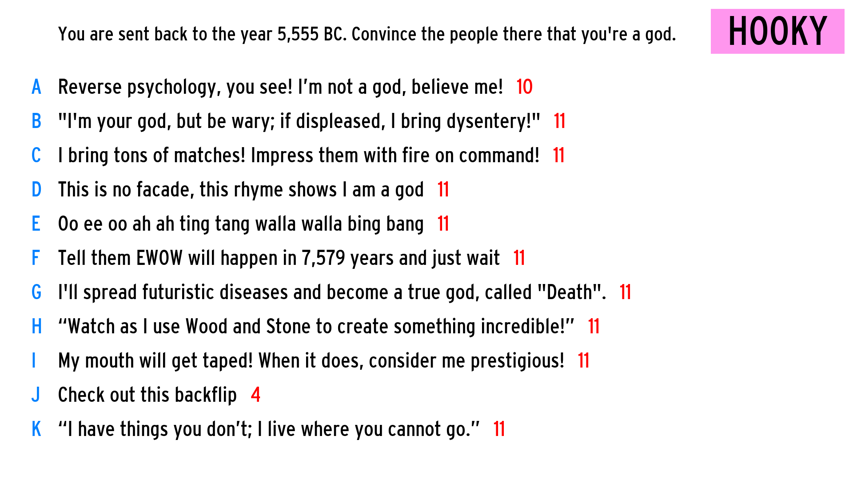 You are sent back to the year 5,555 BC. Convince the people there that you're a god.
HOOKY
A Reverse psychology, you see! I’m not a god, believe me! 10
B "I'm your god, but be wary; if displeased, I bring dysentery!" 11
C I bring tons of matches! Impress them with fire on command! 11
D This is no facade, this rhyme shows I am a god 11
E Oo ee oo ah ah ting tang walla walla bing bang 11
F Tell them EWOW will happen in 7,579 years and just wait 11
G I'll spread futuristic diseases and become a true god, called "Death". 11
H “Watch as I use Wood and Stone to create something incredible!” 11
I My mouth will get taped! When it does, consider me prestigious! 11
J Check out this backflip 4
K “I have things you don’t; I live where you cannot go.” 11